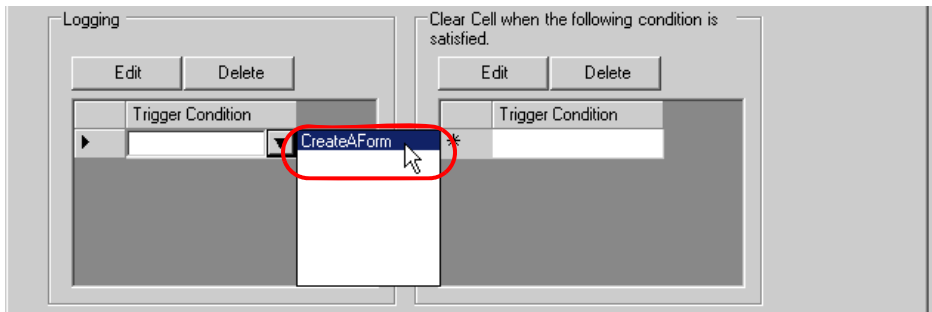 Logging
Edit
Delete
Trigger Condition
CreateAForm
Clear Cell when the following condition is
satisfied.
Edit
Delete
Trigger Condition